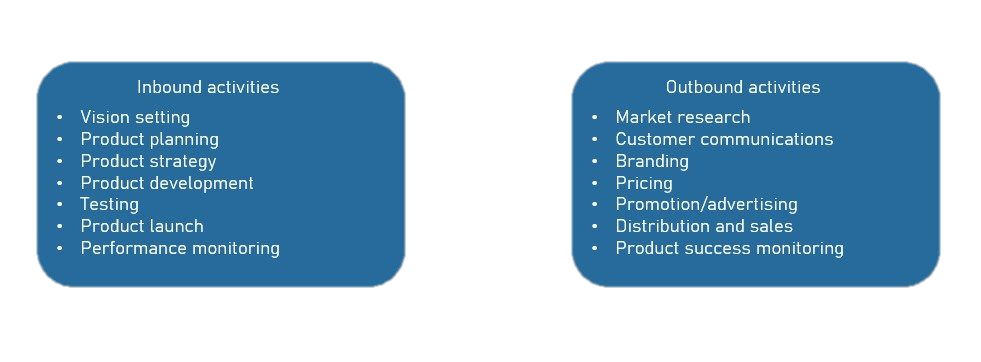 Inbound activities
• Vision setting
• Product planning
• Product strategy
• Product development
• Testing
• Product launch
• Performance monitoring
Outbound activities
• Market research
• Customer communications
• Branding
• Pricing
• Promotion/advertising
• Distribution and sales
• Product success monitoring